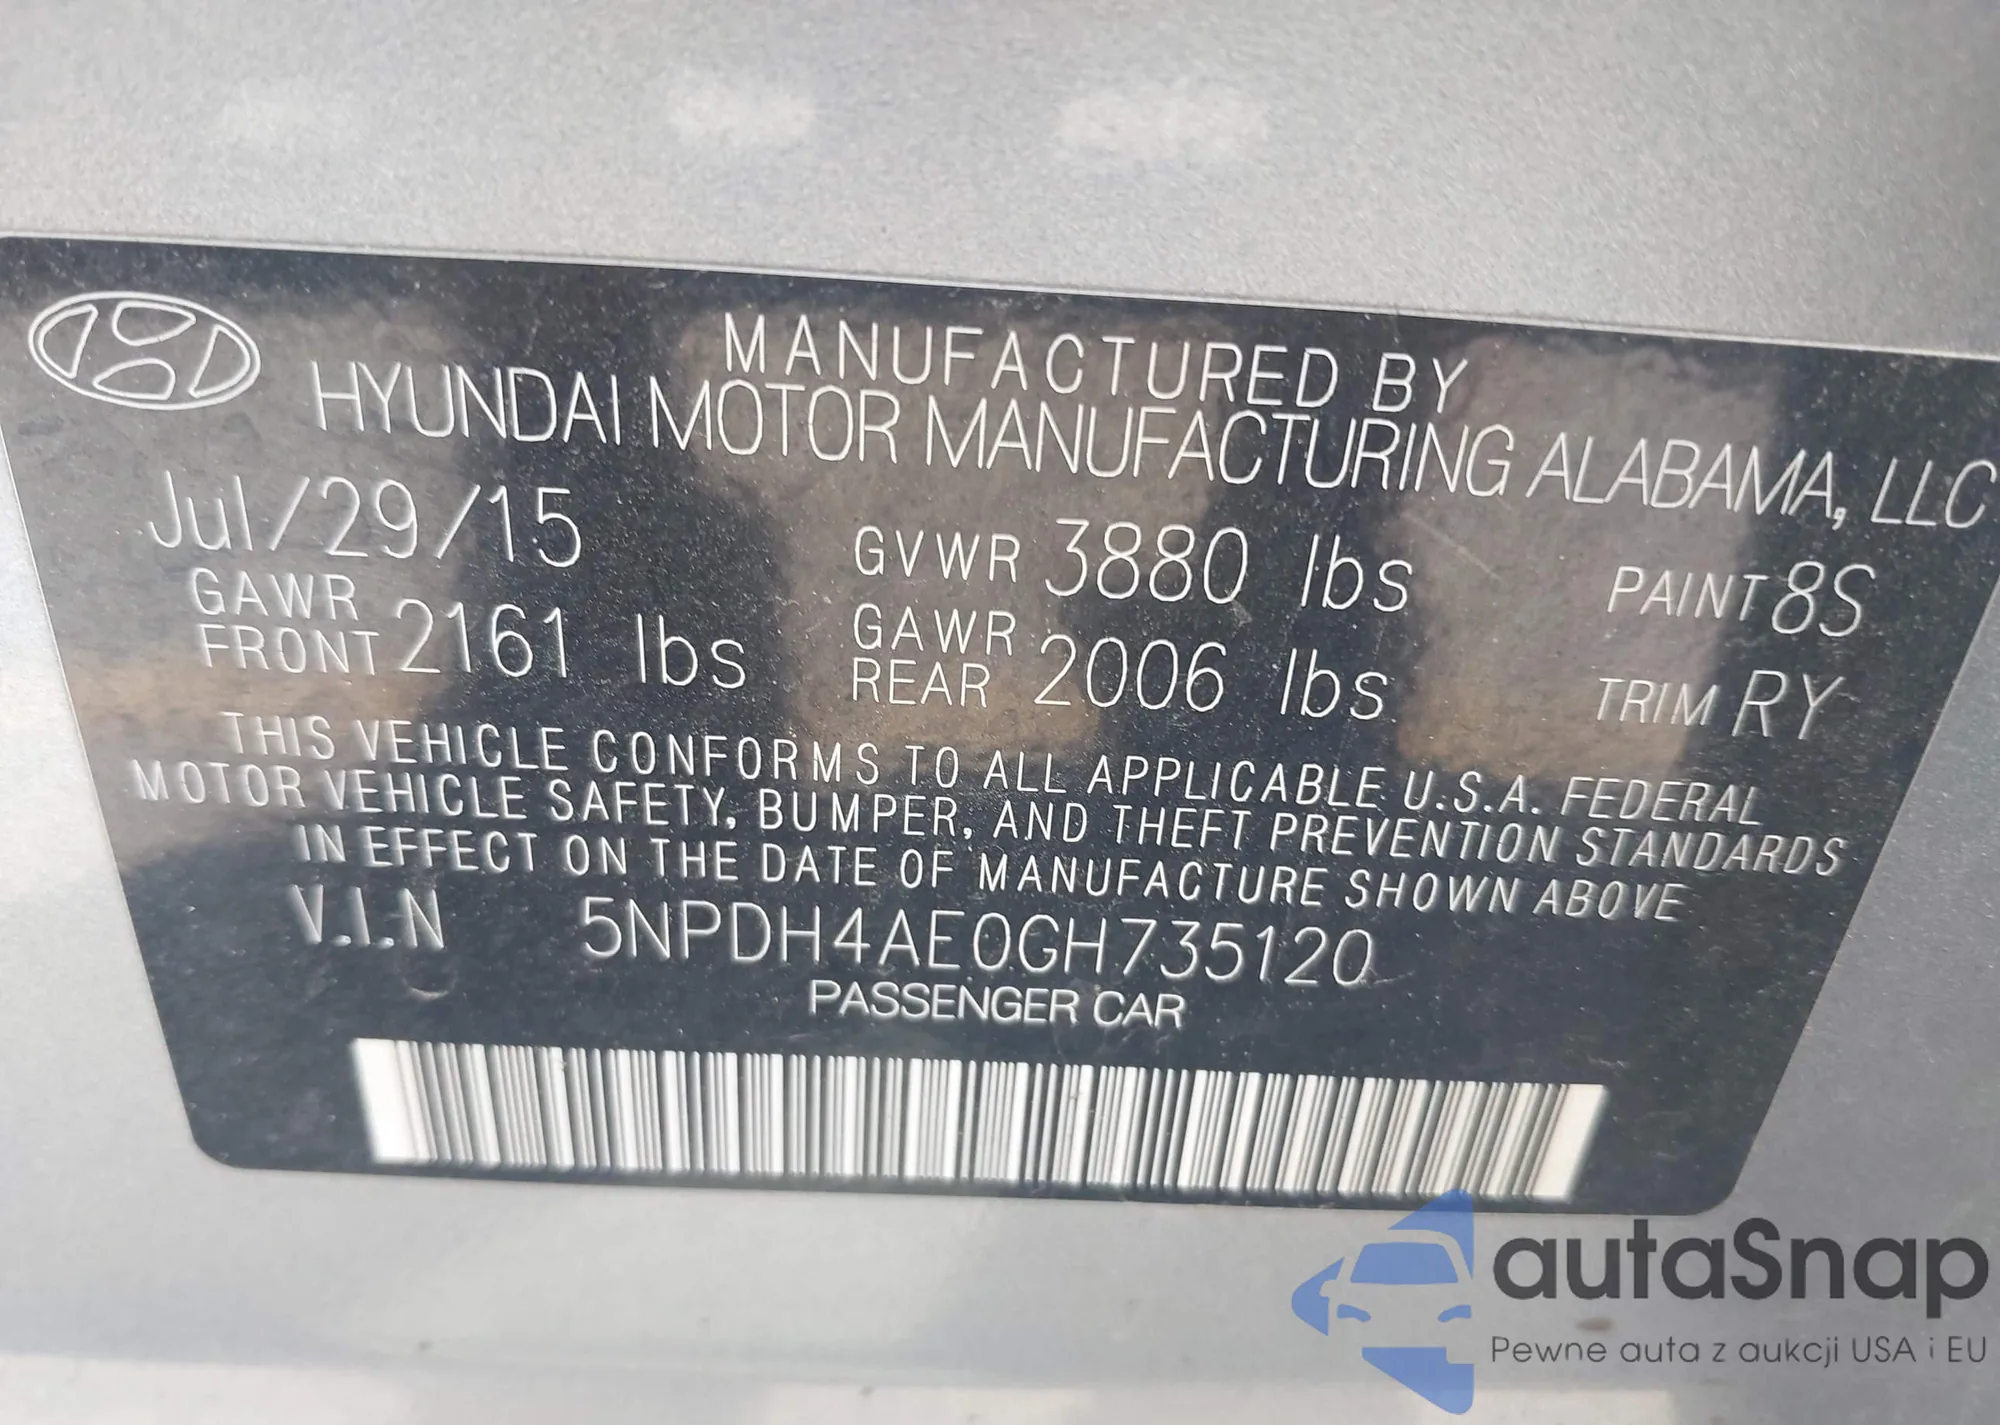 MANUFACTURED BY
HYUNDAI MOTOR MANUFACTURING ALABAMA, LLC
Jul/29/15 GVWR 3880 lbs PAINT 8S
GAWR FRONT 2161 lbs GAWR REAR 2006 lbs TRIM RY
THIS VEHICLE CONFORMS TO ALL APPLICABLE U.S.A. FEDERAL
MOTOR VEHICLE SAFETY, BUMPER, AND THEFT PREVENTION STANDARDS
IN EFFECT ON THE DATE OF MANUFACTURE SHOWN ABOVE
V.I.N 5NPDH4AE0GH735120
PASSENGER CAR
autaSnap
Pewne auta z aukcji USA i EU